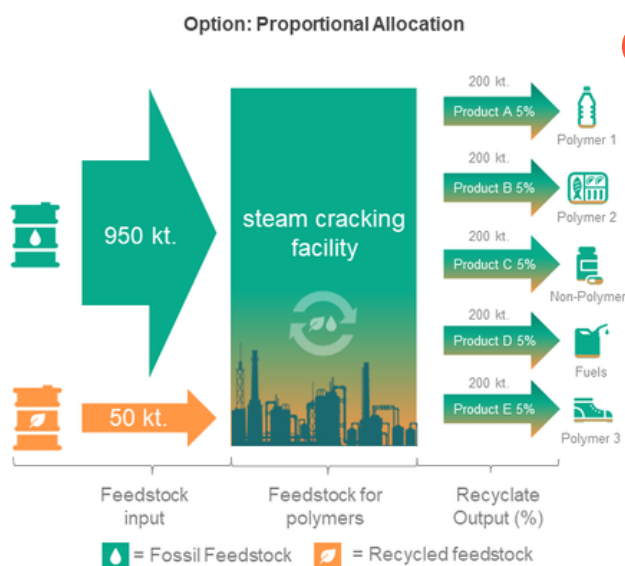 Option: Proportional Allocation
950 kt.
50 kt.
steam cracking
facility
200 kt.
Product A 5%
Polymer 1
200 kt.
Product B 5%
Polymer 2
200 kt.
Product C 5%
Non-Polymer
200 kt.
Product D 5%
Fuels
200 kt.
Product E 5%
Polymer 3
Feedstock
input
Feedstock for
polymers
Recyclate
Output (%)
= Fossil Feedstock
= Recycled feedstock